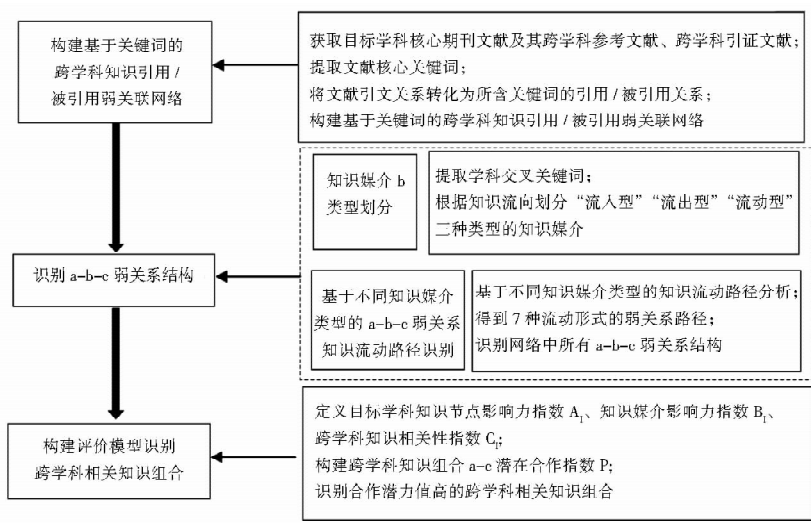 构建基于关键词的
跨学科知识引用/
被引用弱关联网络
获取目标学科核心期刊文献及其跨学科参考文献、跨学科引证文献；
提取文献核心关键词；
将文献引文关系转化为所含关键词的引用/被引用关系；
构建基于关键词的跨学科知识引用/被引用弱关联网络
知识媒介 b
类型划分
提取学科交叉关键词；
根据知识流向划分“流入型”“流出型”“流动型”
三种类型的知识媒介
识别 a-b-c 弱关系结构
基于不同知识媒介
类型的 a-b-c 弱关系
知识流动路径识别
基于不同知识媒介类型的知识流动路径分析；
得到 7 种流动形式的弱关系路径；
识别网络中所有 a-b-c 弱关系结构
构建评价模型识别
跨学科相关知识组合
定义目标学科知识节点影响力指数 A_I、知识媒介影响力指数 B_I、
跨学科知识相关性指数 C_I；
构建跨学科知识组合 a-c 潜在合作指数 P；
识别合作潜力值高的跨学科相关知识组合